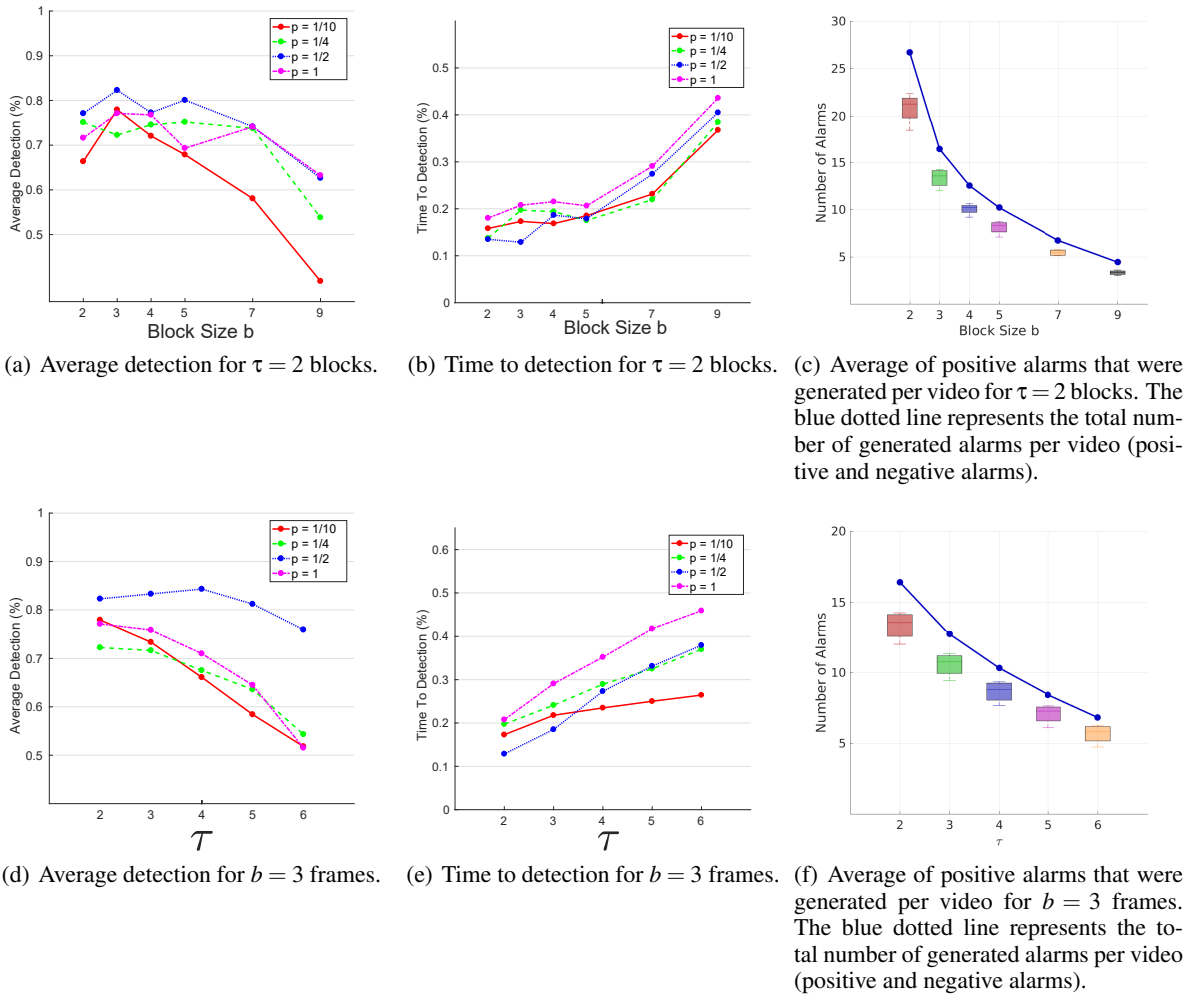 1
0.9
0.8
0.7
0.6
0.5
Average Detection (%)
p = 1/10
p = 1/4
p = 1/2
p = 1
2 3 4 5 7 9
Block Size b
(a) Average detection for τ = 2 blocks.
0.5
0.4
0.3
0.2
0.1
0
Time To Detection (%)
p = 1/10
p = 1/4
p = 1/2
p = 1
2 3 4 5 7 9
Block Size b
(b) Time to detection for τ = 2 blocks.
30
25
20
15
10
5
Number of Alarms
2 3 4 5 7 9
Block Size b
(c) Average of positive alarms that were
generated per video for τ = 2 blocks. The
blue dotted line represents the total num-
ber of generated alarms per video (posi-
tive and negative alarms).
1
0.9
0.8
0.7
0.6
0.5
Average Detection (%)
p = 1/10
p = 1/4
p = 1/2
p = 1
2 3 4 5 6
τ
(d) Average detection for b = 3 frames.
0.6
0.5
0.4
0.3
0.2
0.1
0
Time To Detection (%)
p = 1/10
p = 1/4
p = 1/2
p = 1
2 3 4 5 6
τ
(e) Time to detection for b = 3 frames.
20
15
10
5
Number of Alarms
2 3 4 5 6
τ
(f) Average of positive alarms that were
generated per video for b = 3 frames.
The blue dotted line represents the to-
tal number of generated alarms per video
(positive and negative alarms).